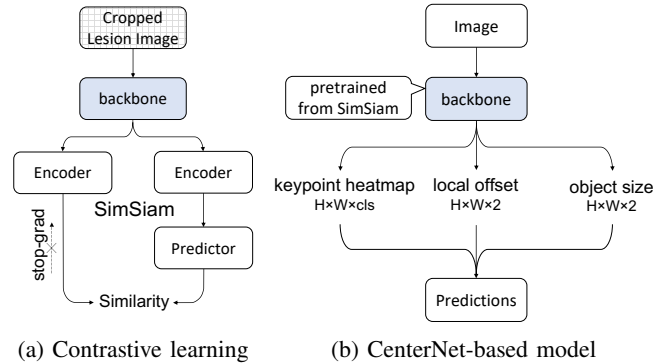 Cropped
Lesion Image
backbone
Encoder
Encoder
SimSiam
stop-grad
Predictor
Similarity
(a) Contrastive learning
Image
pretrained
from SimSiam
backbone
keypoint heatmap
H×W×cls
local offset
H×W×2
object size
H×W×2
Predictions
(b) CenterNet-based model